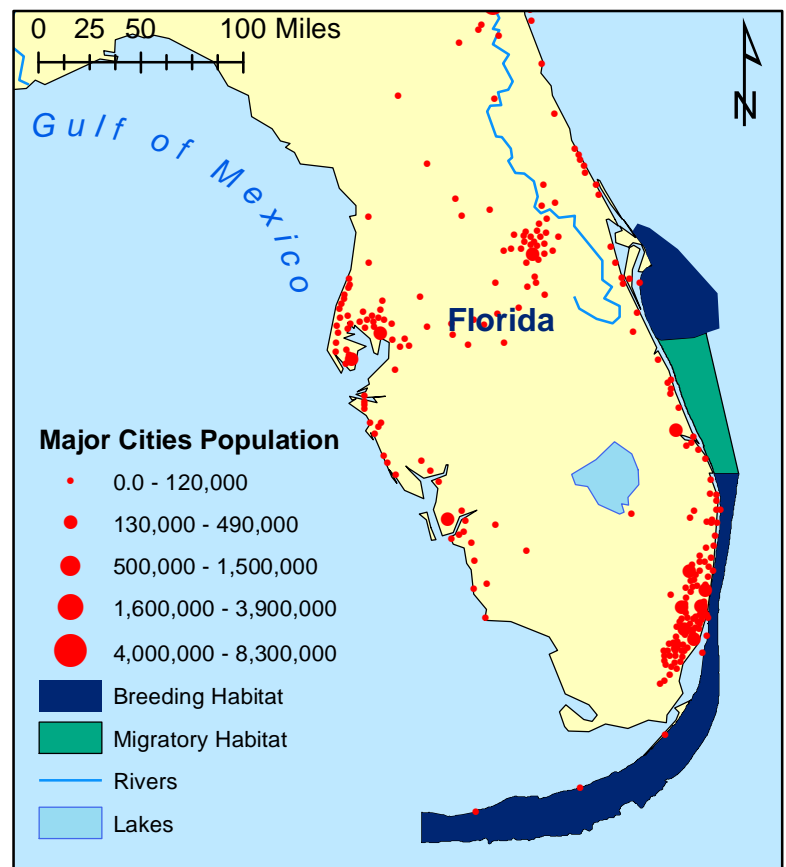 0 25 50 100 Miles
N
Gulf of Mexico
Florida
Major Cities Population
0.0 - 120,000
130,000 - 490,000
500,000 - 1,500,000
1,600,000 - 3,900,000
4,000,000 - 8,300,000
Breeding Habitat
Migratory Habitat
Rivers
Lakes